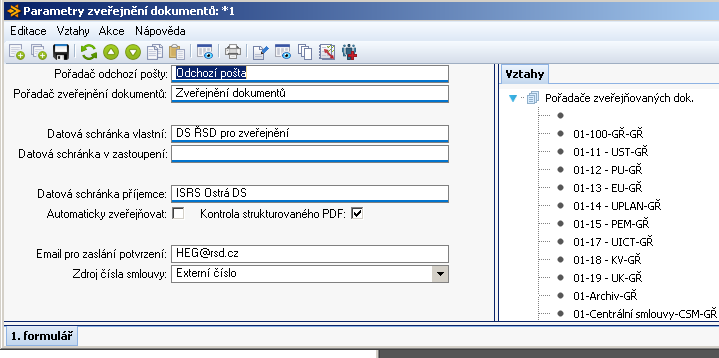 Parametry zveřejnění dokumentů: *1
Editace Vztahy Akce Nápověda
Pořadač odchozí pošty: Odchozí pošta
Pořadač zveřejnění dokumentů: Zveřejnění dokumentů
Datová schránka vlastní: DS ŘSD pro zveřejnění
Datová schránka v zastoupení:
Datová schránka příjemce: ISRS Ostrá DS
Automaticky zveřejňovat: Kontrola strukturovaného PDF:
Email pro zaslání potvrzení: HEG@rsd.cz
Zdroj čísla smlouvy: Externí číslo
Vztahy
Pořadače zveřejňovaných dok.
01-100-GŘ-GŘ
01-11 - UST-GŘ
01-12 - PU-GŘ
01-13 - EU-GŘ
01-14 - UPLAN-GŘ
01-15 - PEM-GŘ
01-17 - UICT-GŘ
01-18 - KV-GŘ
01-19 - UK-GŘ
01-Archiv-GŘ
01-Centrální smlouvy-CSM-GŘ
1. formulář